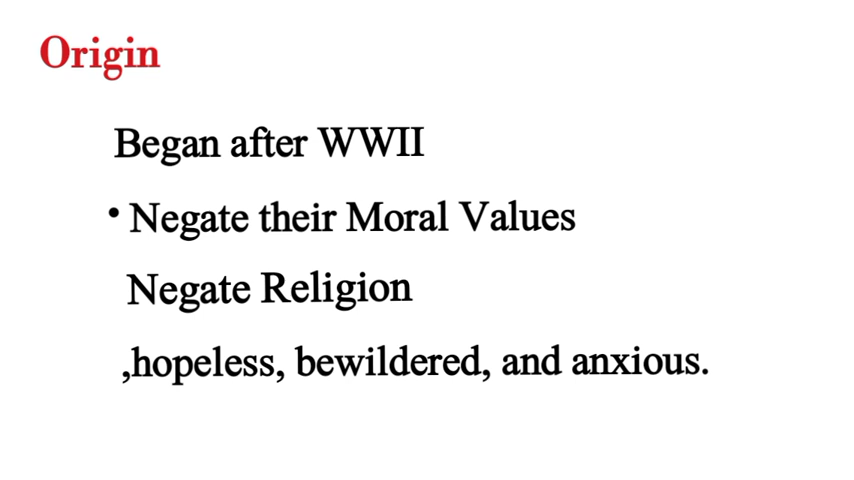 Origin
Began after WWII
• Negate their Moral Values
Negate Religion
,hopeless, bewildered, and anxious.